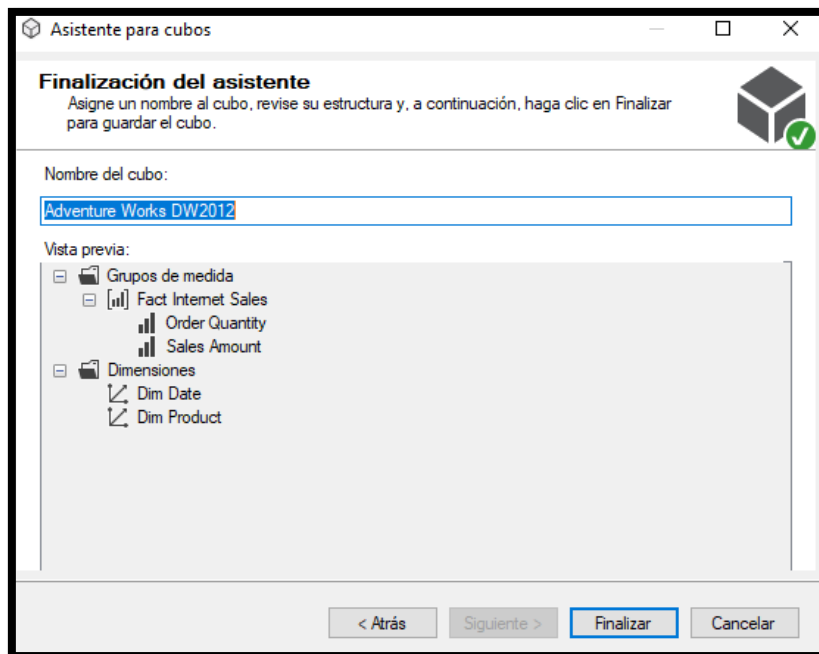 Asistente para cubos
Finalización del asistente
Asigne un nombre al cubo, revise su estructura y, a continuación, haga clic en Finalizar
para guardar el cubo.
Nombre del cubo:
Adventure Works DW2012
Vista previa:
Grupos de medida
Fact Internet Sales
Order Quantity
Sales Amount
Dimensiones
Dim Date
Dim Product
< Atrás Siguiente > Finalizar Cancelar